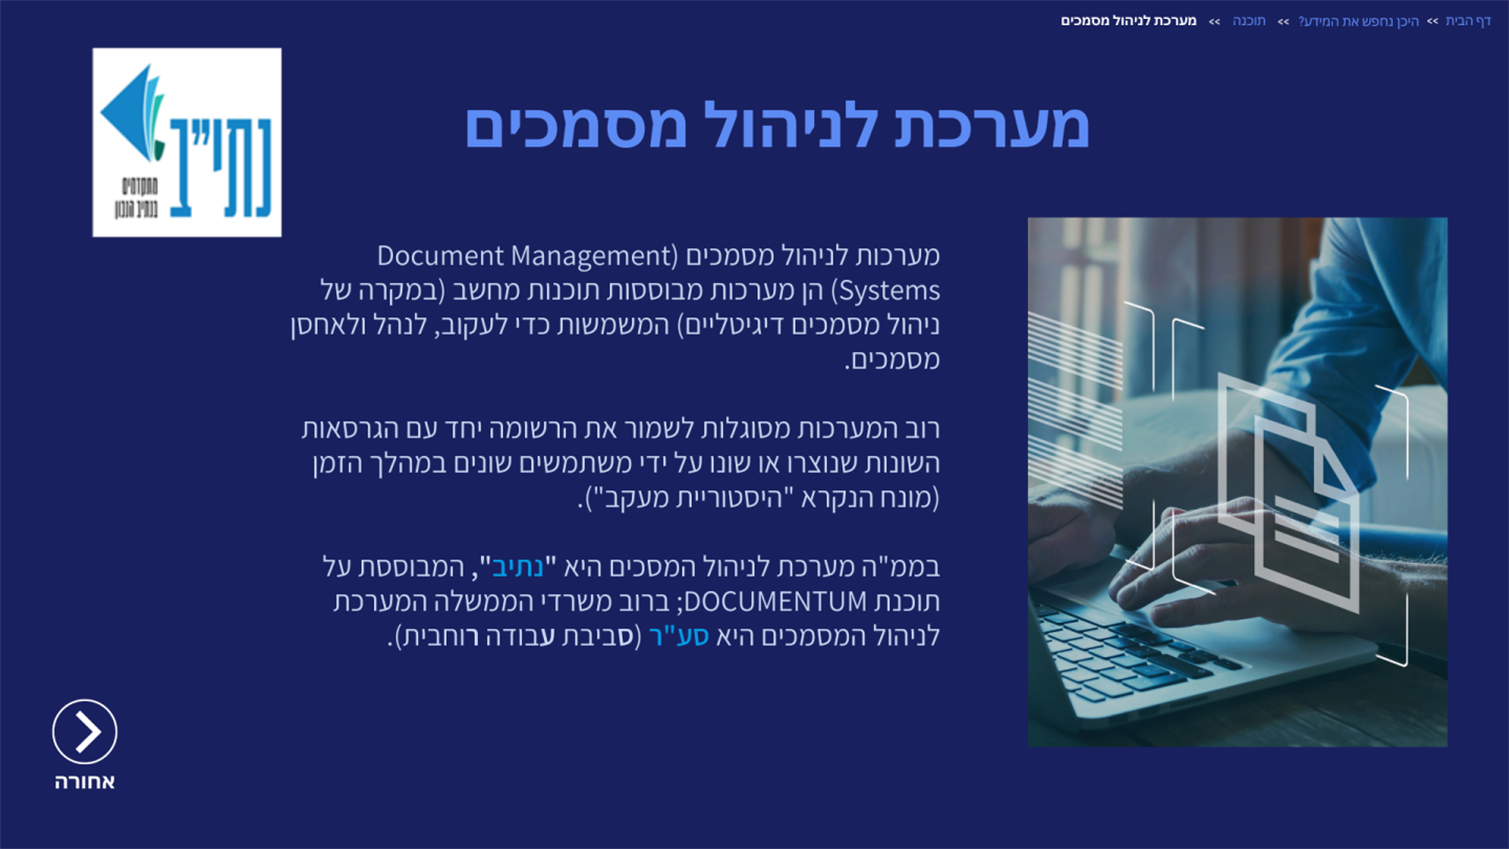 דף הבית >> היכן נחפש את המידע? >> תוכנה >> מערכת לניהול מסמכים
נתי"ב
מתקדמים
בנתיב הנכון
מערכת לניהול מסמכים
מערכות לניהול מסמכים (Document Management
Systems) הן מערכות מבוססות תוכנות מחשב (במקרה של
ניהול מסמכים דיגיטליים) המשמשות כדי לעקוב, לנהל ולאחסן
מסמכים.
רוב המערכות מסוגלות לשמור את הרשומה יחד עם הגרסאות
השונות שנוצרו או שונו על ידי משתמשים שונים במהלך הזמן
(מונח הנקרא "היסטוריית מעקב").
בממ"ה מערכת לניהול המסכים היא "נתיב", המבוססת על
תוכנת DOCUMENTUM; ברוב משרדי הממשלה המערכת
לניהול המסמכים היא סע"ר (סביבת עבודה רוחבית).
אחורה